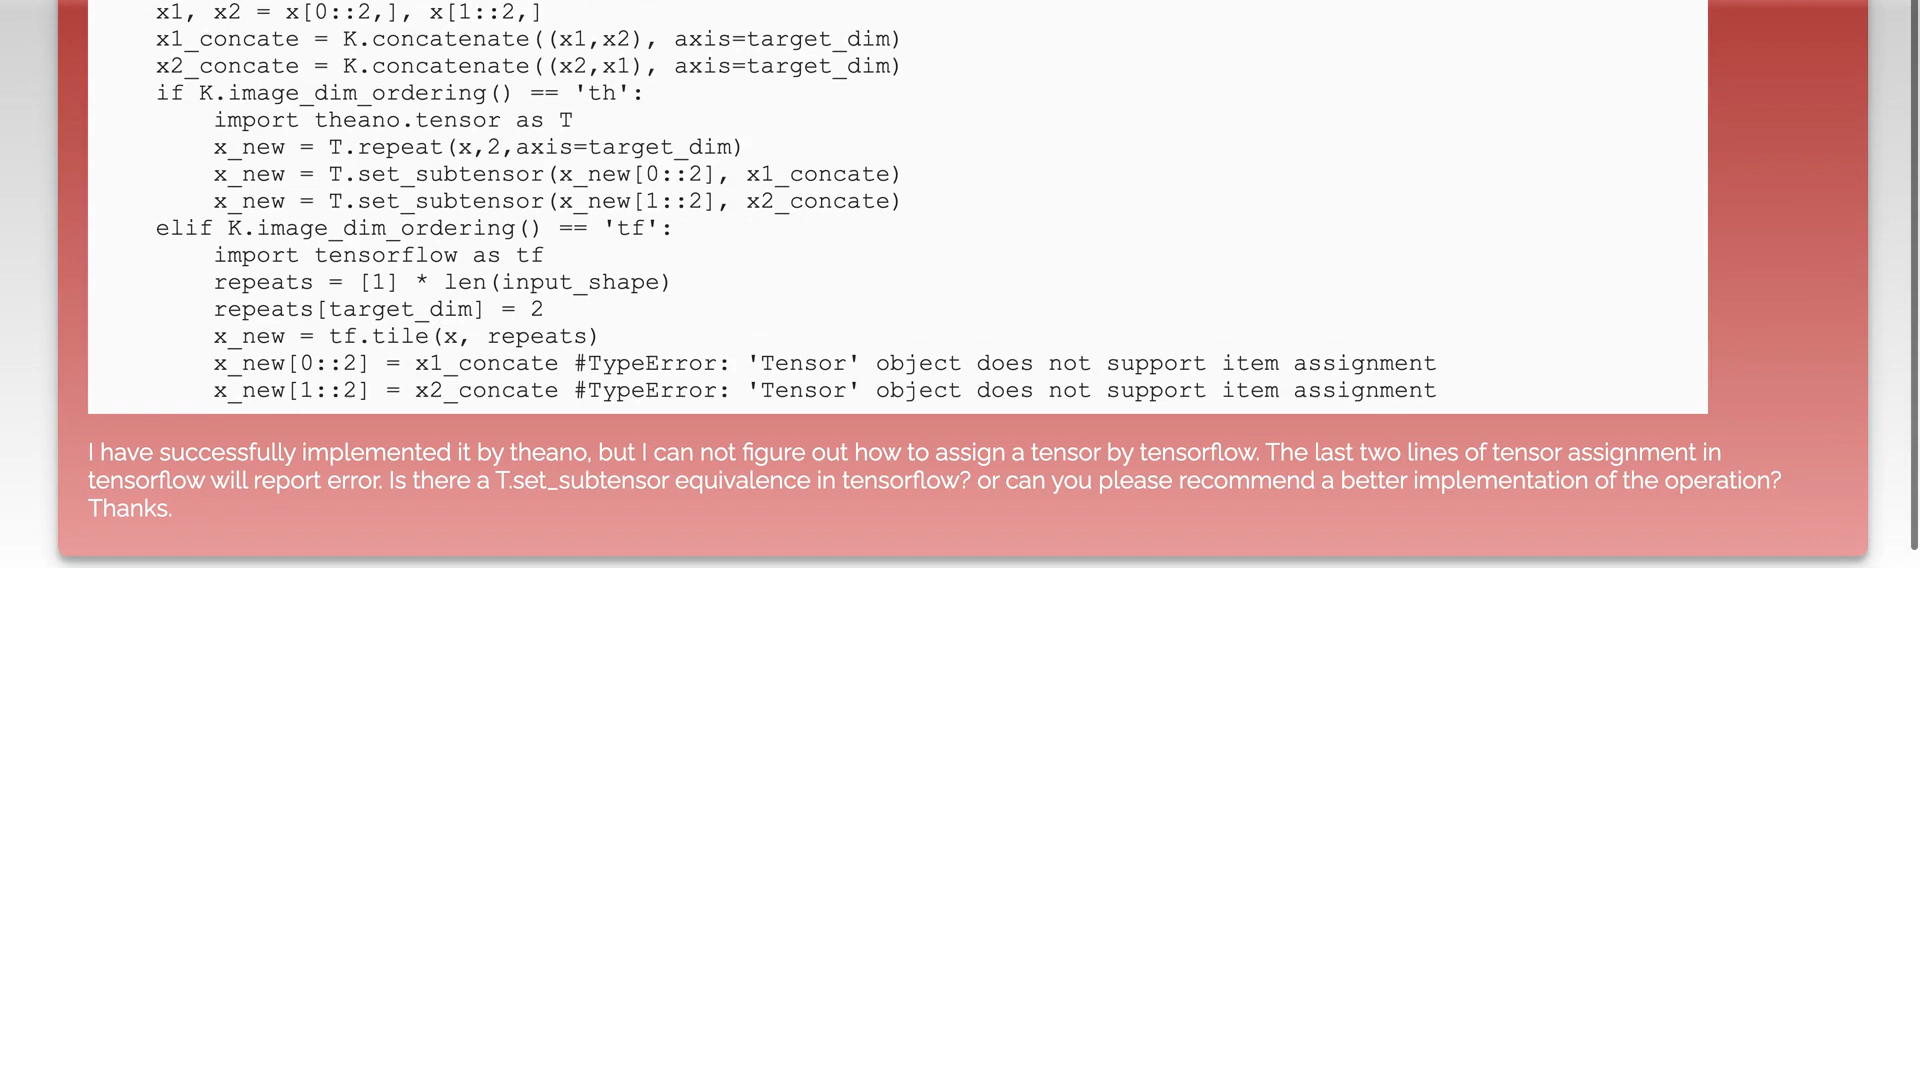 x1, x2 = x[0::2,], x[1::2,]
x1_concate = K.concatenate((x1,x2), axis=target_dim)
x2_concate = K.concatenate((x2,x1), axis=target_dim)
if K.image_dim_ordering() == 'th':
    import theano.tensor as T
    x_new = T.repeat(x,2,axis=target_dim)
    x_new = T.set_subtensor(x_new[0::2], x1_concate)
    x_new = T.set_subtensor(x_new[1::2], x2_concate)
elif K.image_dim_ordering() == 'tf':
    import tensorflow as tf
    repeats = [1] * len(input_shape)
    repeats[target_dim] = 2
    x_new = tf.tile(x, repeats)
    x_new[0::2] = x1_concate #TypeError: 'Tensor' object does not support item assignment
    x_new[1::2] = x2_concate #TypeError: 'Tensor' object does not support item assignment
I have successfully implemented it by theano, but I can not figure out how to assign a tensor by tensorflow. The last two lines of tensor assignment in
tensorflow will report error. Is there a T.set_subtensor equivalence in tensorflow? or can you please recommend a better implementation of the operation?
Thanks.